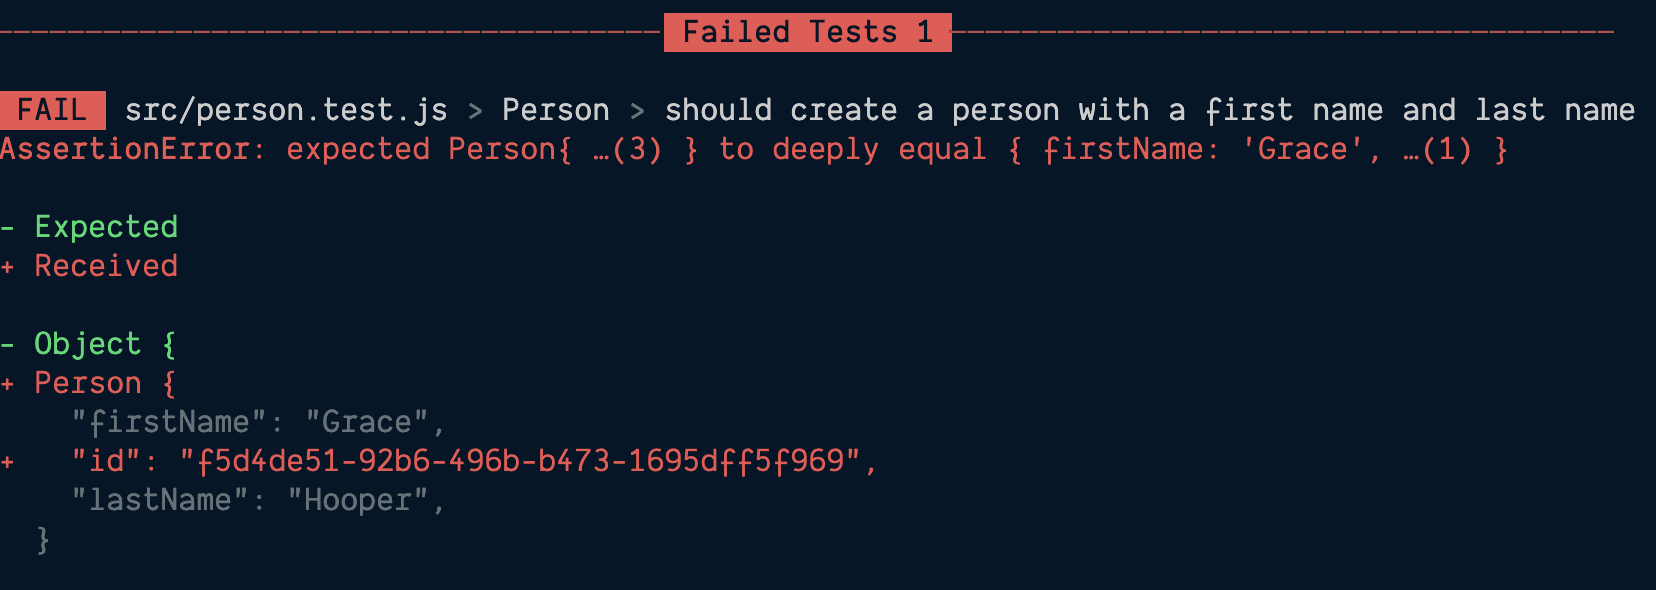 Failed Tests 1
FAIL src/person.test.js > Person > should create a person with a first name and last name
AssertionError: expected Person{ …(3) } to deeply equal { firstName: 'Grace', …(1) }
- Expected
+ Received
- Object {
+ Person {
    "firstName": "Grace",
+   "id": "f5d4de51-92b6-496b-b473-1695dff5f969",
    "lastName": "Hooper",
  }